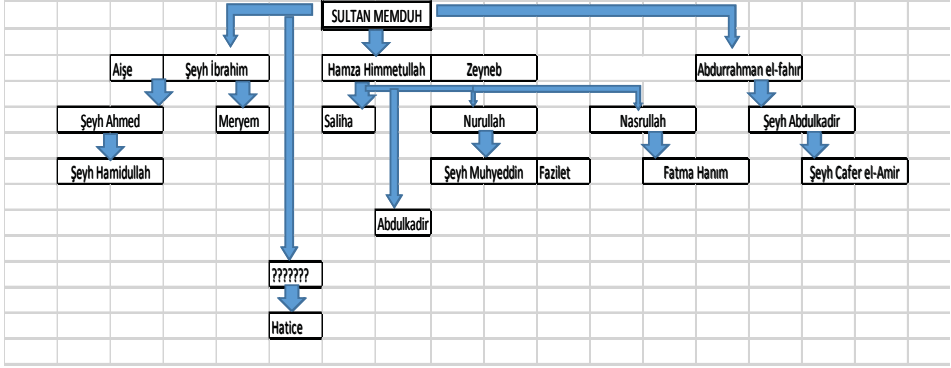 SULTAN MEMDUH
Aişe Şeyh İbrahim Hamza Himmetullah Zeyneb Abdurrahman el-fahır
Şeyh Ahmed Meryem Saliha Nurullah Nasrullah Şeyh Abdulkadir
Şeyh Hamidullah Şeyh Muhyeddin Fazilet Fatma Hanım Şeyh Cafer el-Amir
Abdulkadir
???????
Hatice